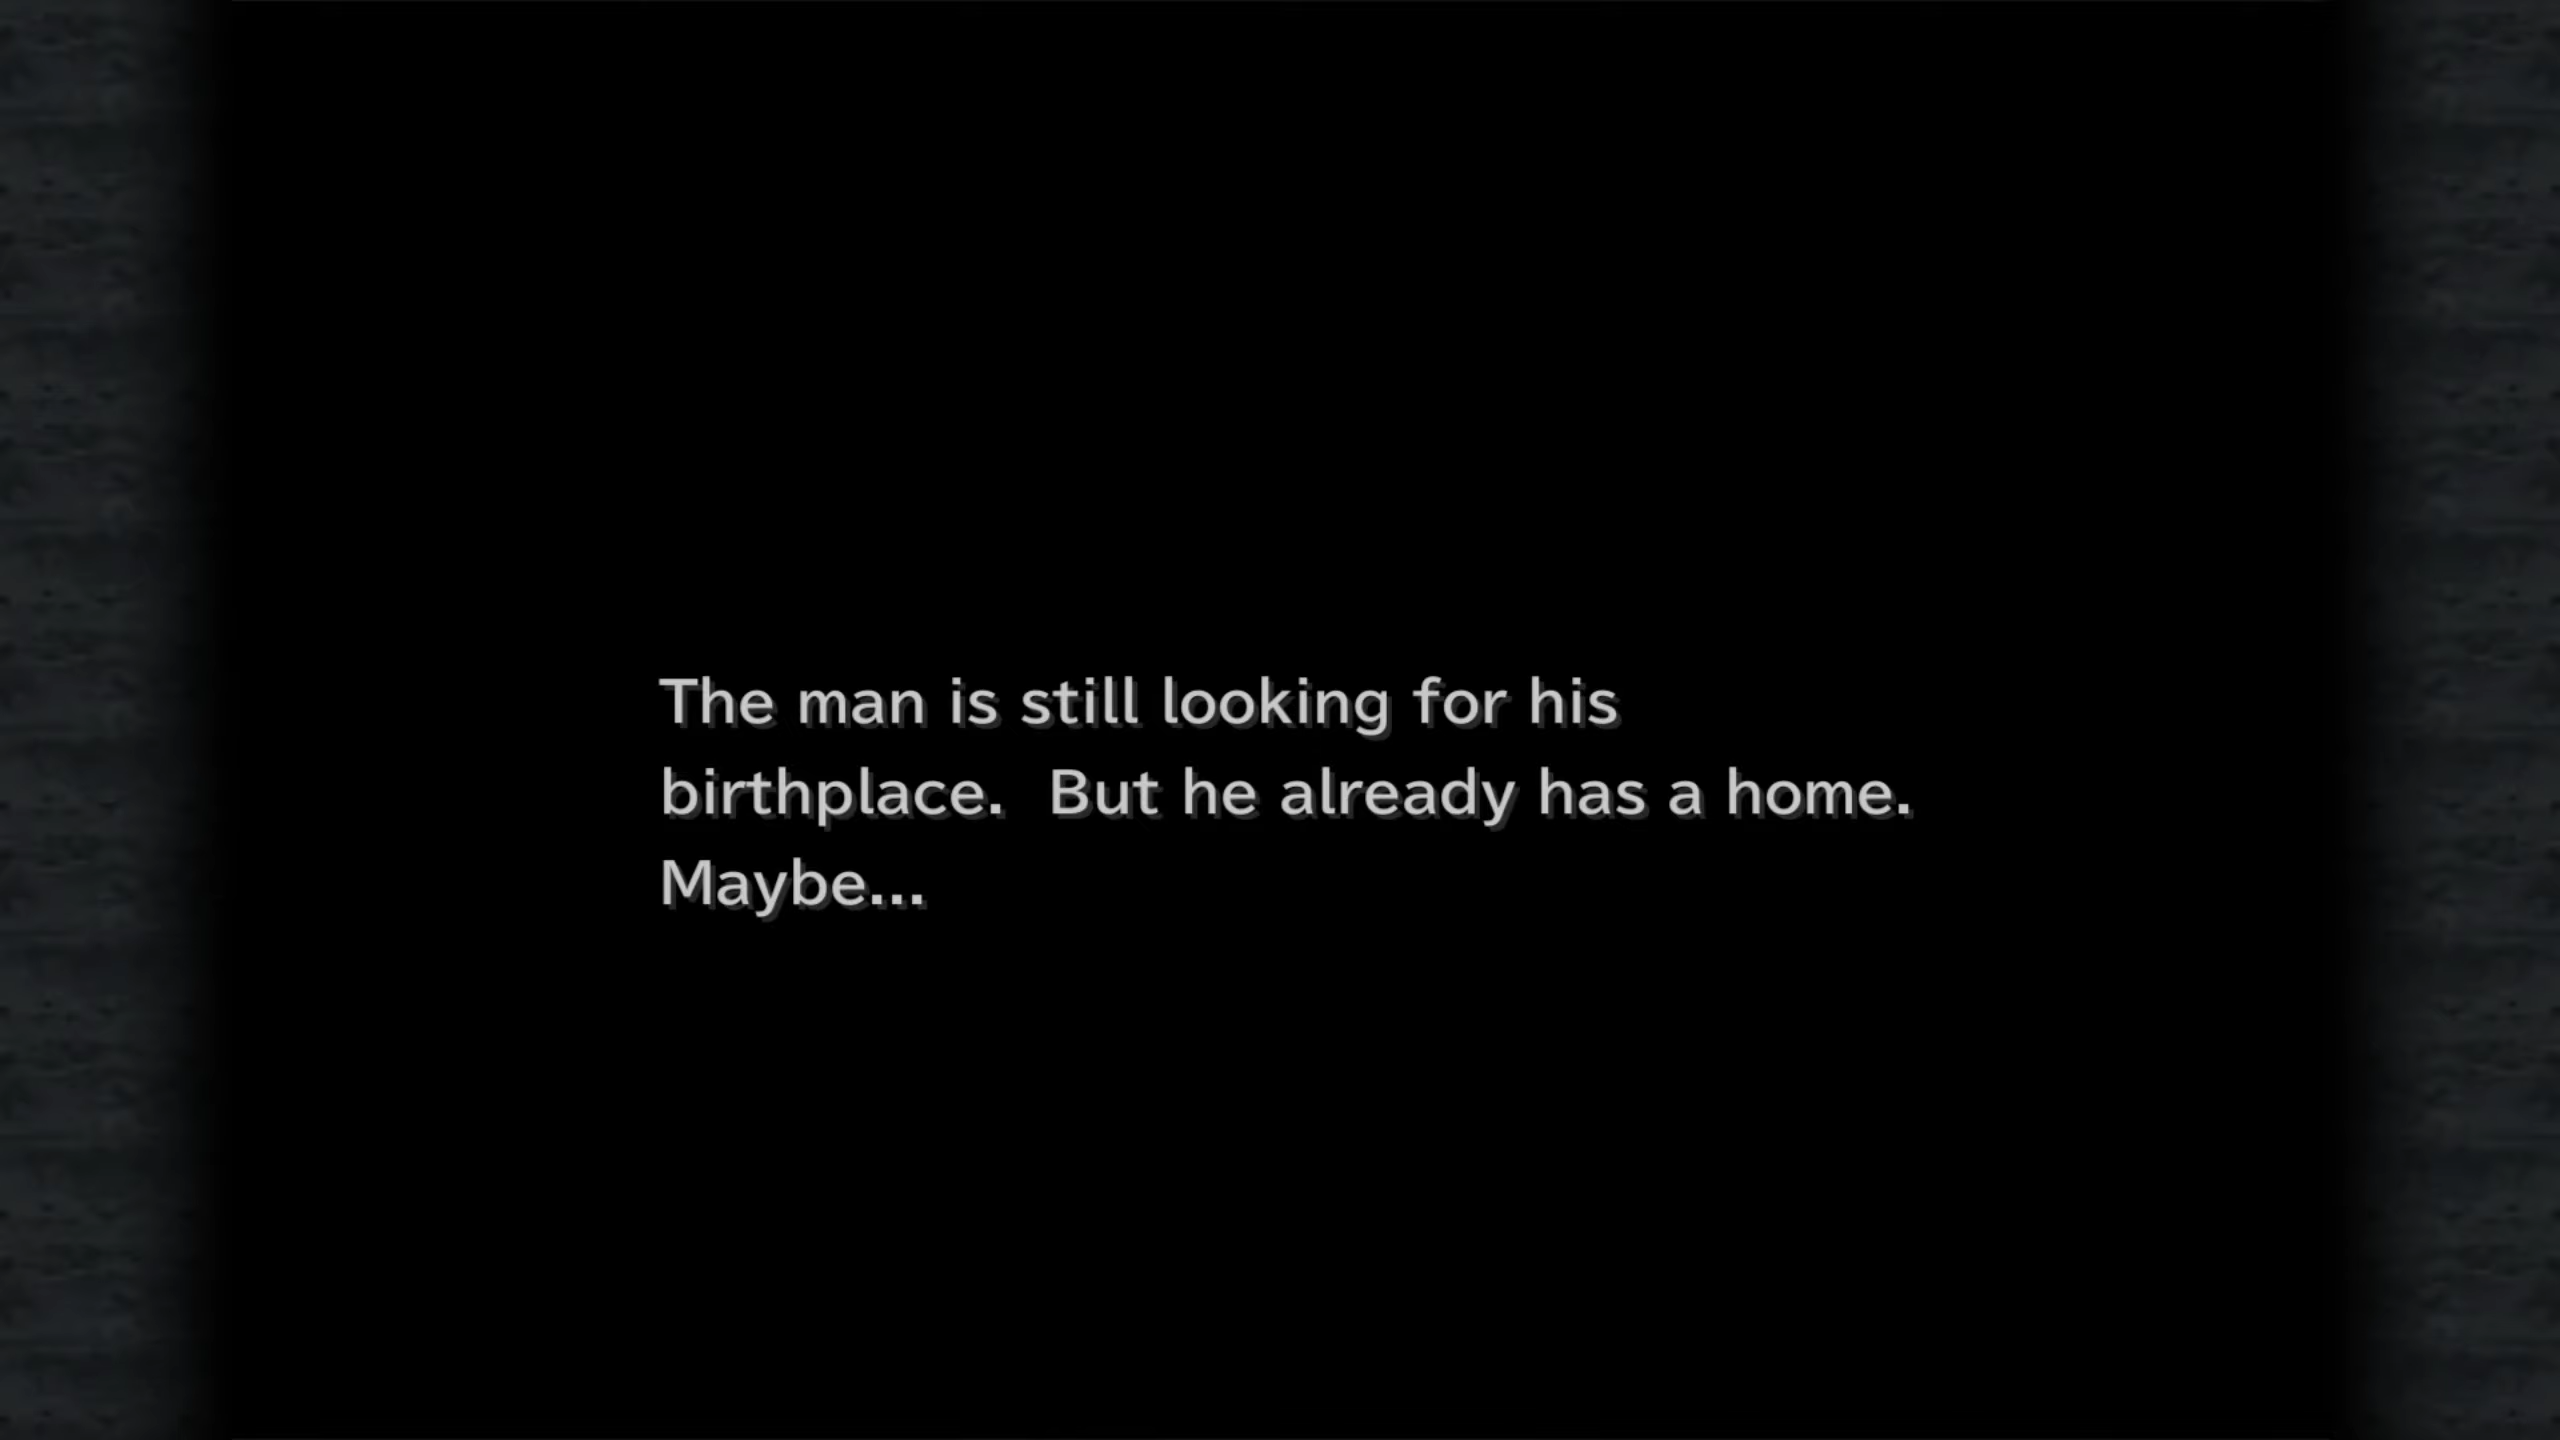 The man is still looking for his
birthplace.  But he already has a home.
Maybe...